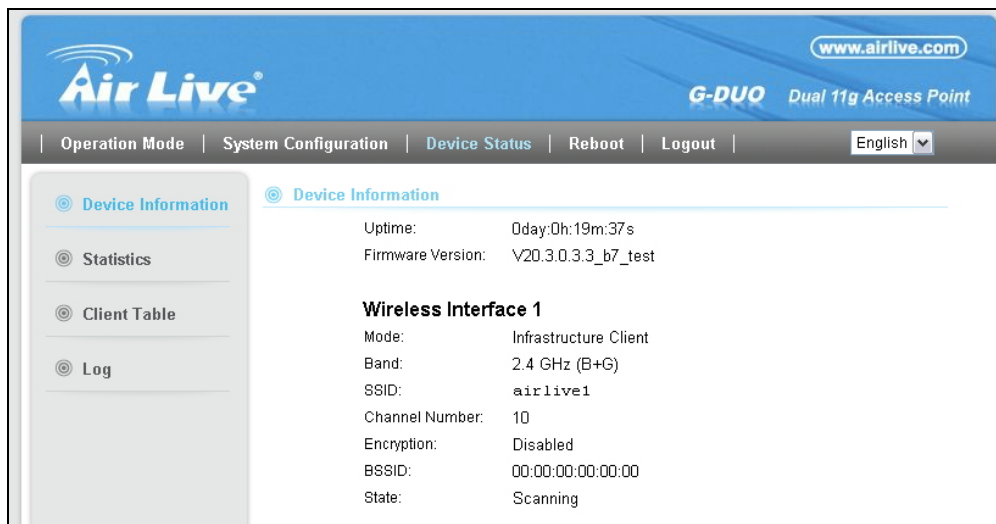 www.airlive.com
Air Live®
G-DUO Dual 11g Access Point
Operation Mode | System Configuration | Device Status | Reboot | Logout | English
Device Information
Statistics
Client Table
Log
Device Information
Uptime: 0day:0h:19m:37s
Firmware Version: V20.3.0.3.3_b7_test
Wireless Interface 1
Mode: Infrastructure Client
Band: 2.4 GHz (B+G)
SSID: airlive1
Channel Number: 10
Encryption: Disabled
BSSID: 00:00:00:00:00:00
State: Scanning